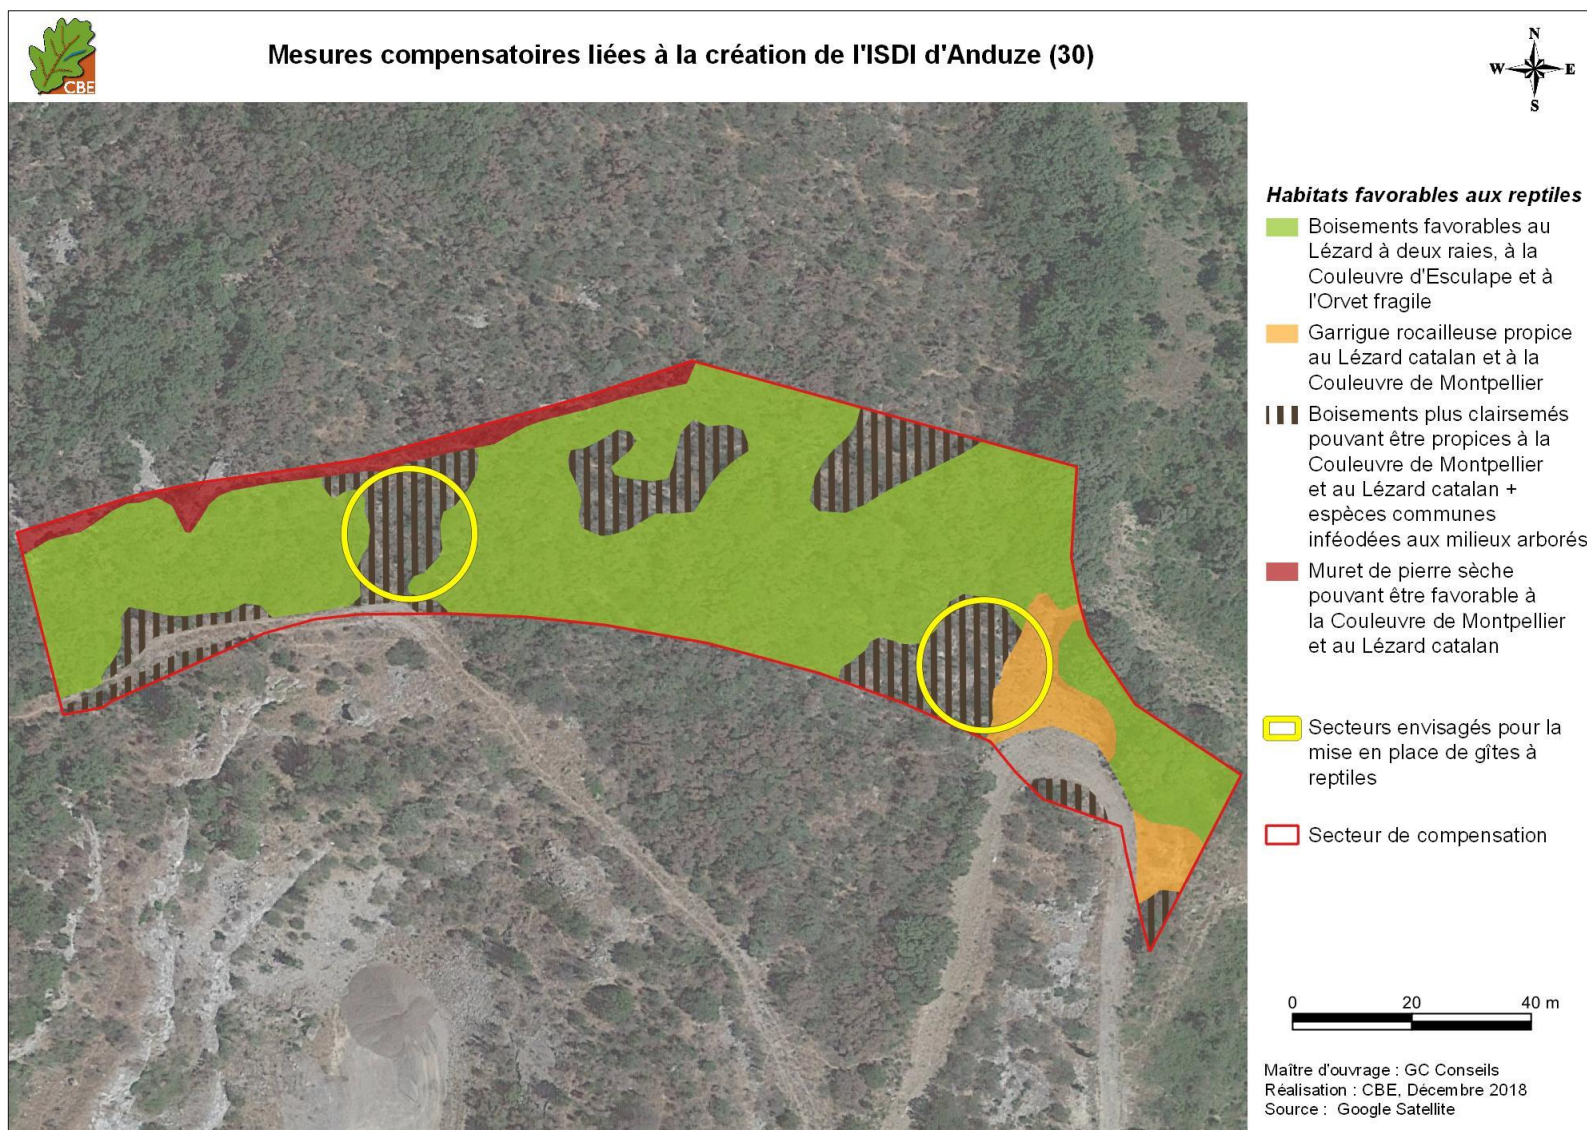 CBE
Mesures compensatoires liées à la création de l'ISDI d'Anduze (30)
N
W
E
S
Habitats favorables aux reptiles
Boisements favorables au
Lézard à deux raies, à la
Couleuvre d'Esculape et à
l'Orvet fragile
Garrigue rocailleuse propice
au Lézard catalan et à la
Couleuvre de Montpellier
Boisements plus clairsemés
pouvant être propices à la
Couleuvre de Montpellier
et au Lézard catalan +
espèces communes
inféodées aux milieux arborés
Muret de pierre sèche
pouvant être favorable à
la Couleuvre de Montpellier
et au Lézard catalan
Secteurs envisagés pour la
mise en place de gîtes à
reptiles
Secteur de compensation
0 20 40 m
Maître d'ouvrage : GC Conseils
Réalisation : CBE, Décembre 2018
Source : Google Satellite